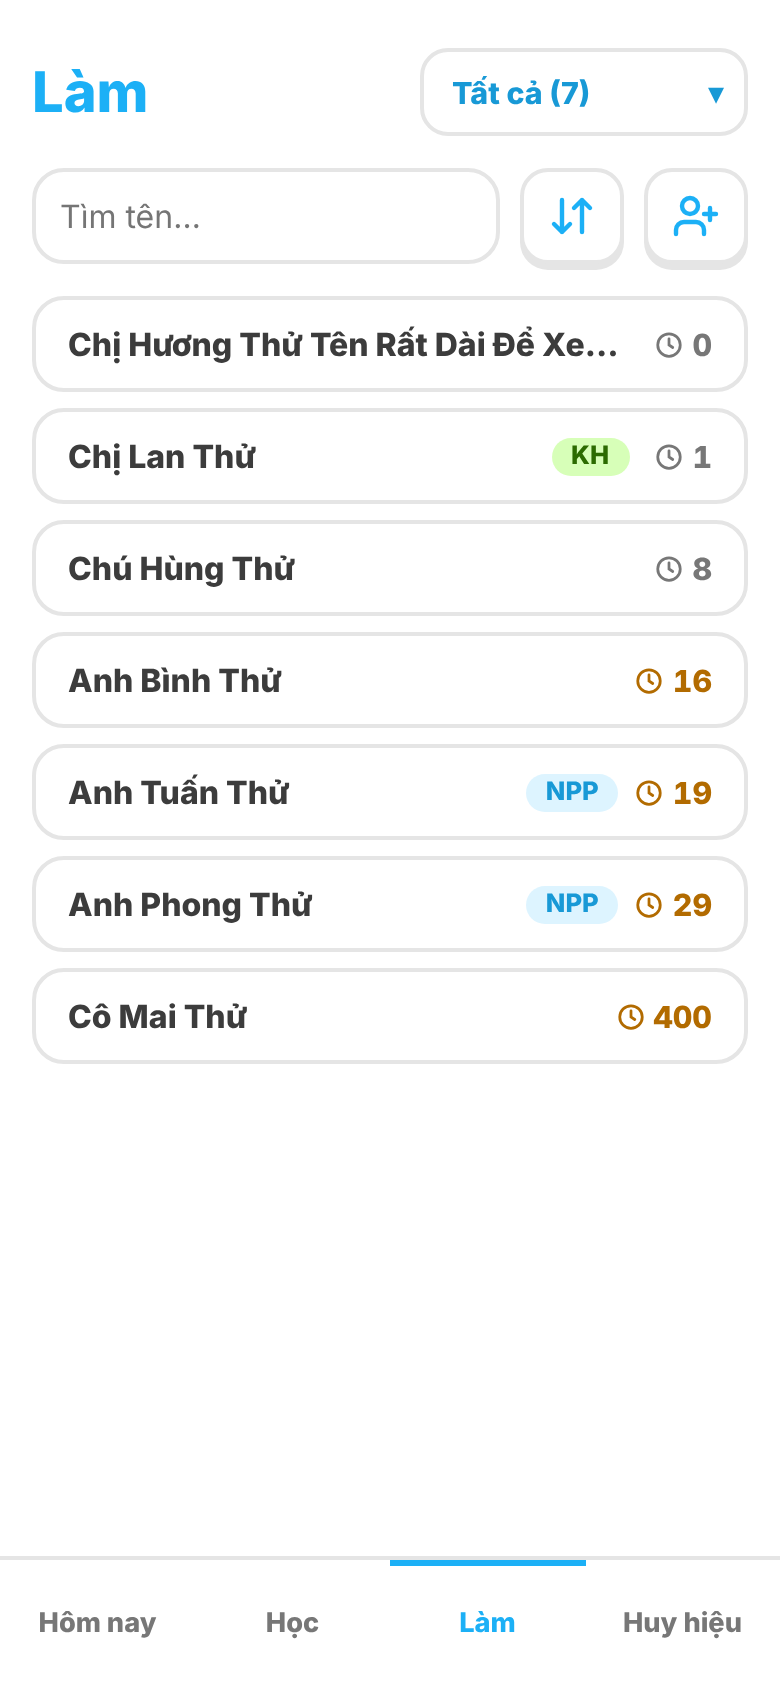 Làm
Tất cả (7) ▼
Tìm tên...
Chị Hương Thử Tên Rất Dài Để Xe... 0
Chị Lan Thử KH 1
Chú Hùng Thử 8
Anh Bình Thử 16
Anh Tuấn Thử NPP 19
Anh Phong Thử NPP 29
Cô Mai Thử 400
Hôm nay Học Làm Huy hiệu